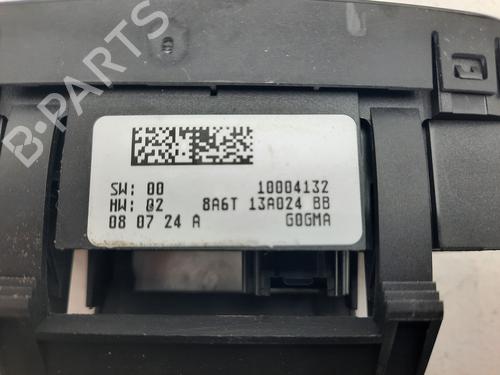 B-PARTS
SW: 00 10004132
HW: 02 8A6T 13A024 BB
08 07 24 A GOGMA